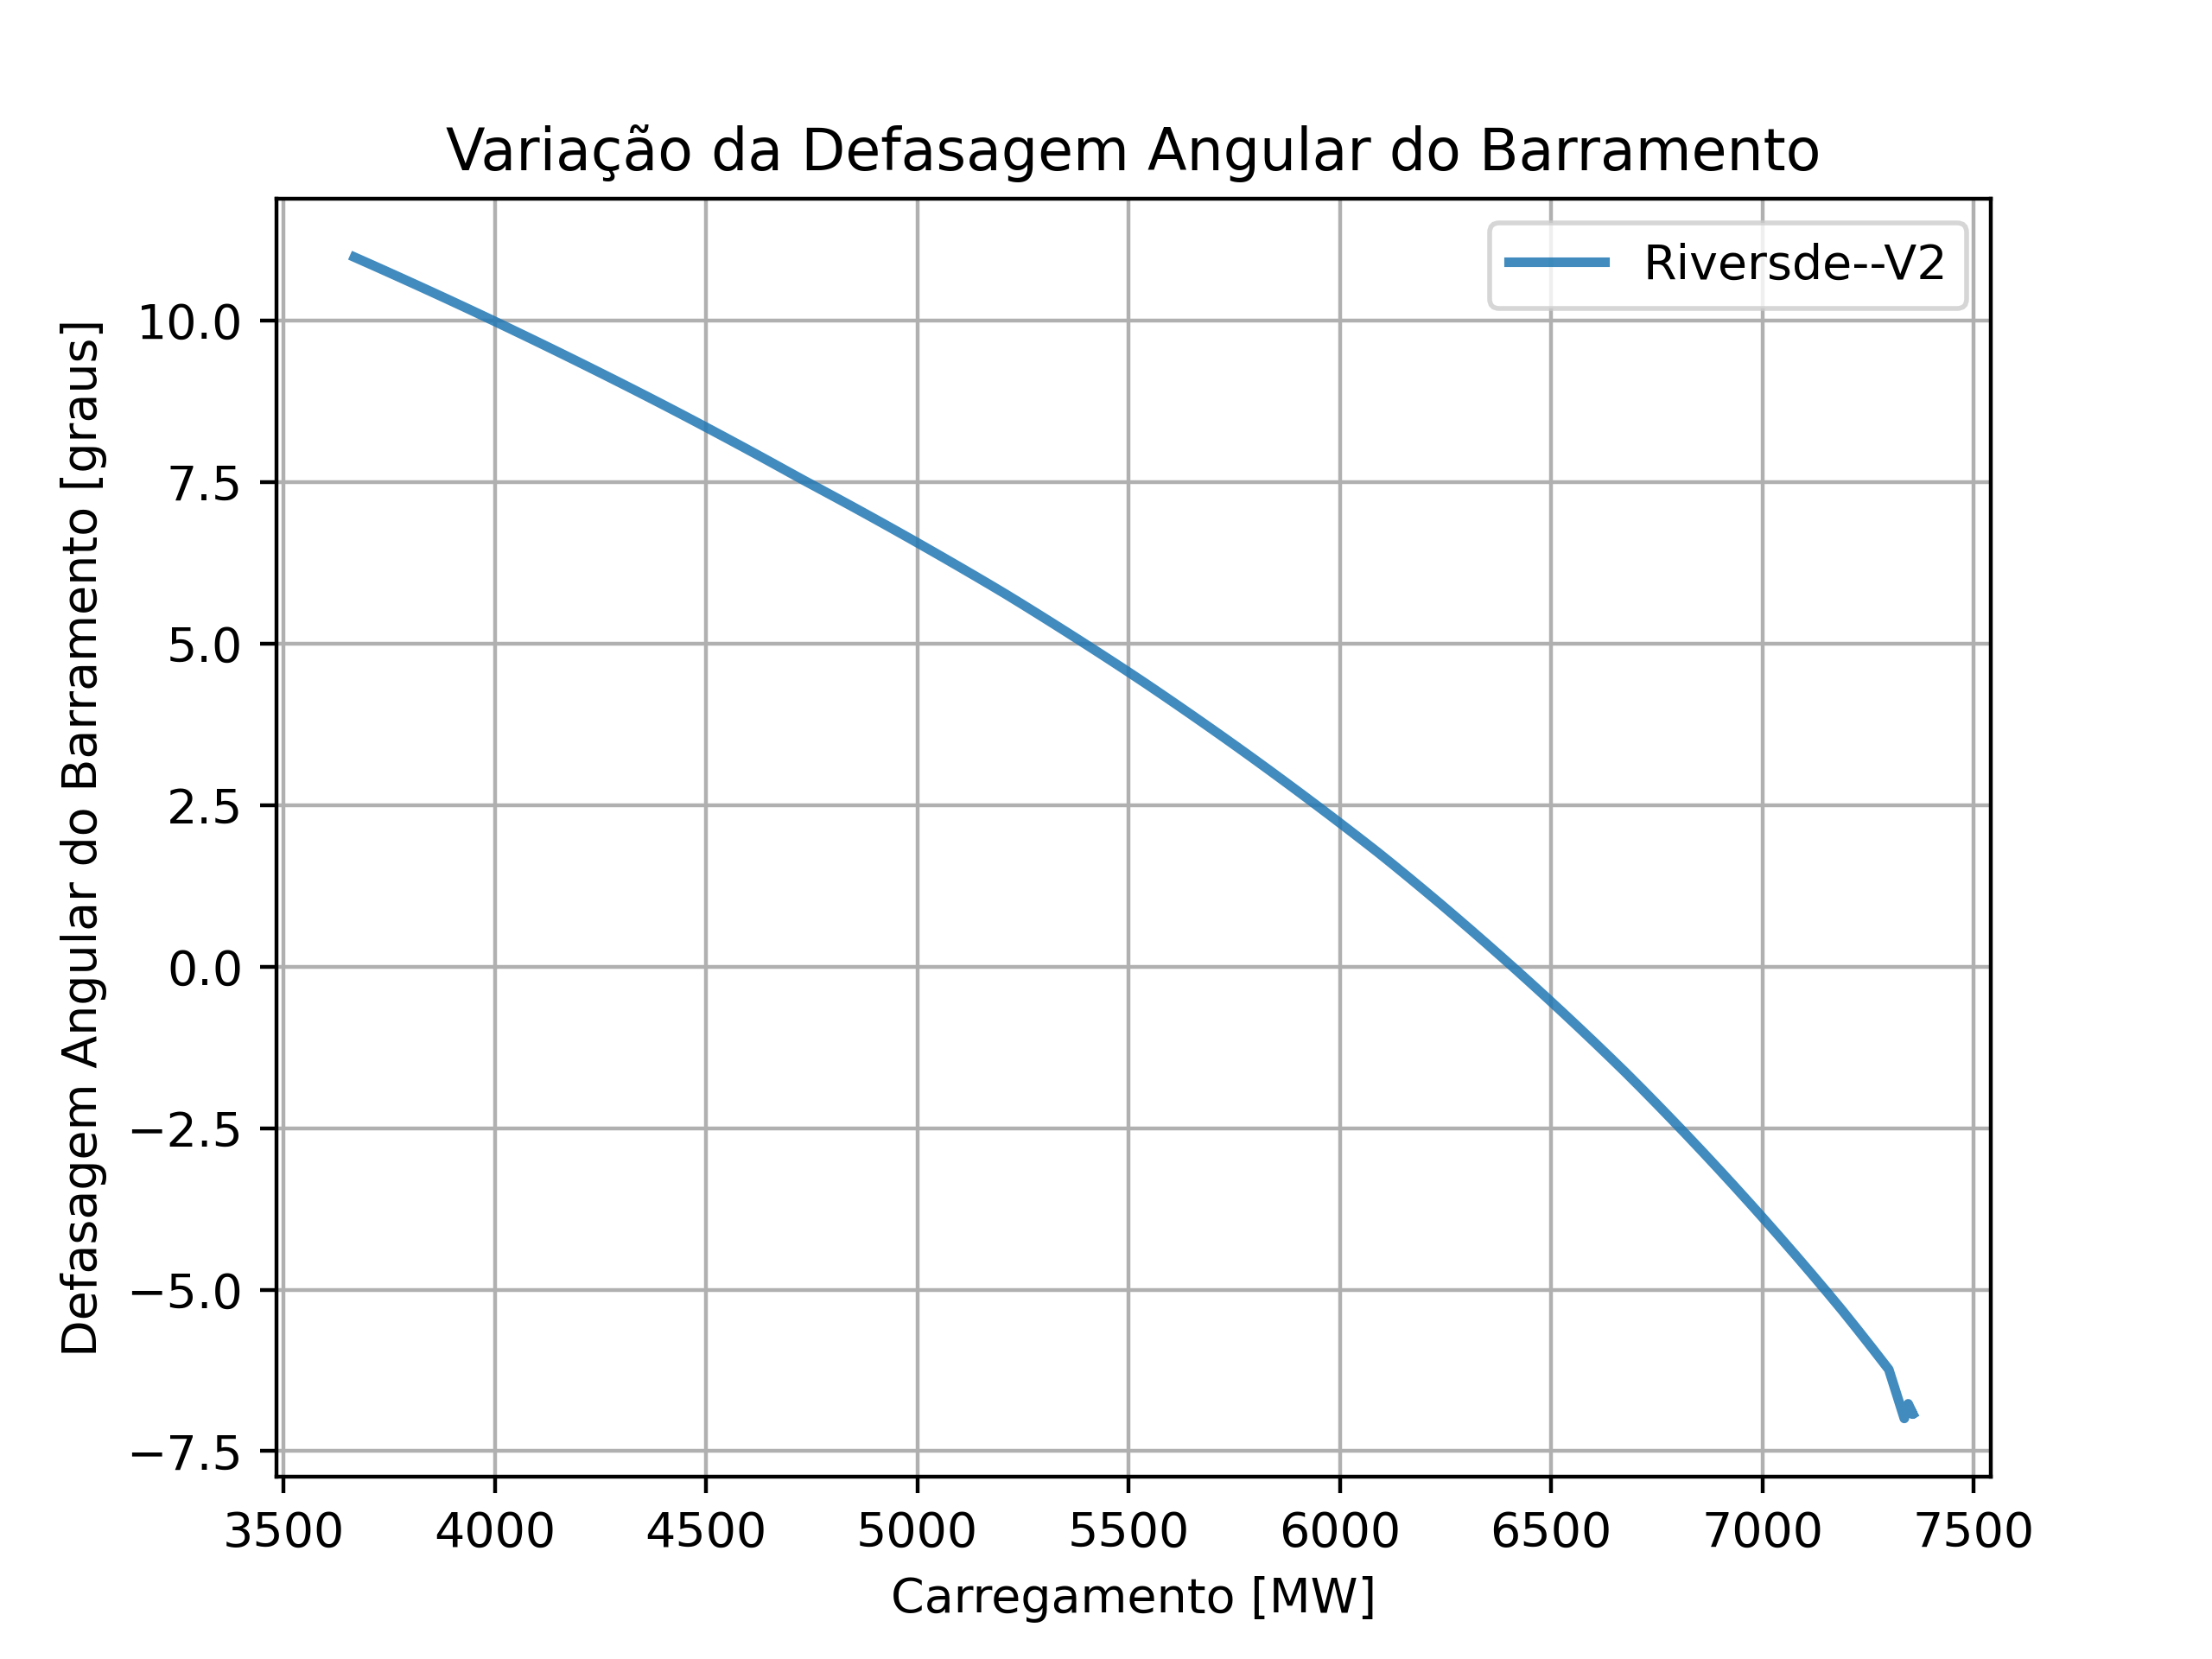 Variação da Defasagem Angular do Barramento
Riversde--V2
Defasagem Angular do Barramento [graus]
10.0
7.5
5.0
2.5
0.0
−2.5
−5.0
−7.5
3500 4000 4500 5000 5500 6000 6500 7000 7500
Carregamento [MW]